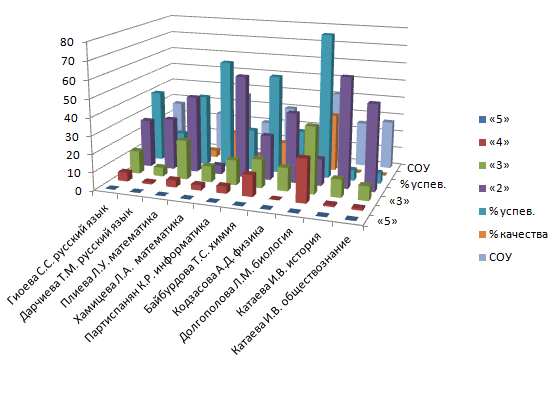 80
70
60
50
40
30
20
10
0
Гиоева С.С. русский язык
Дарчиева Т.М. русский язык
Плиева Л.У. математика
Хамицева Л.А. математика
Партиспанян К.Р. информатика
Байбурдова Т.С. химия
Кодзасова А.Д. физика
Долгополова Л.М. биология
Катаева И.В. история
Катаева И.В. обществознание
СОУ
% успев.
«3»
«5»
«5»
«4»
«3»
«2»
% успев.
% качества
СОУ